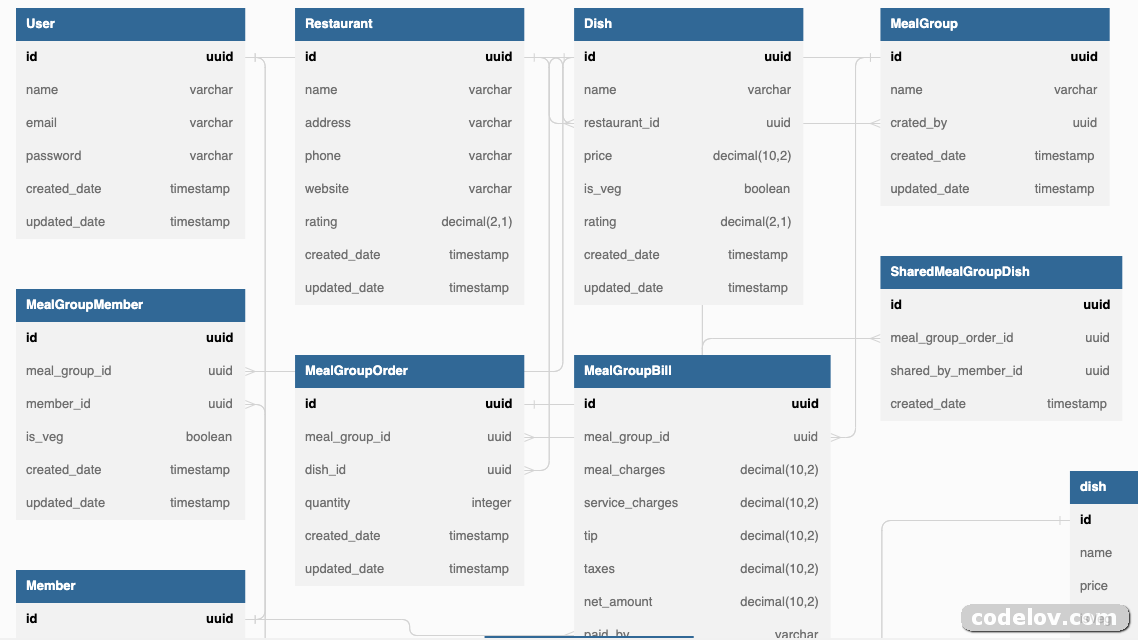 User
id uuid
name varchar
email varchar
password varchar
created_date timestamp
updated_date timestamp
Restaurant
id uuid
name varchar
address varchar
phone varchar
website varchar
rating decimal(2,1)
created_date timestamp
updated_date timestamp
Dish
id uuid
name varchar
restaurant_id uuid
price decimal(10,2)
is_veg boolean
rating decimal(2,1)
created_date timestamp
updated_date timestamp
MealGroup
id uuid
name varchar
crated_by uuid
created_date timestamp
updated_date timestamp
SharedMealGroupDish
id uuid
meal_group_order_id uuid
shared_by_member_id uuid
created_date timestamp
MealGroupMember
id uuid
meal_group_id uuid
member_id uuid
is_veg boolean
created_date timestamp
updated_date timestamp
MealGroupOrder
id uuid
meal_group_id uuid
dish_id uuid
quantity integer
created_date timestamp
updated_date timestamp
MealGroupBill
id uuid
meal_group_id uuid
meal_charges decimal(10,2)
service_charges decimal(10,2)
tip decimal(10,2)
taxes decimal(10,2)
net_amount decimal(10,2)
paid_by varchar
dish
id
name
price
Member
id uuid
codelov.com